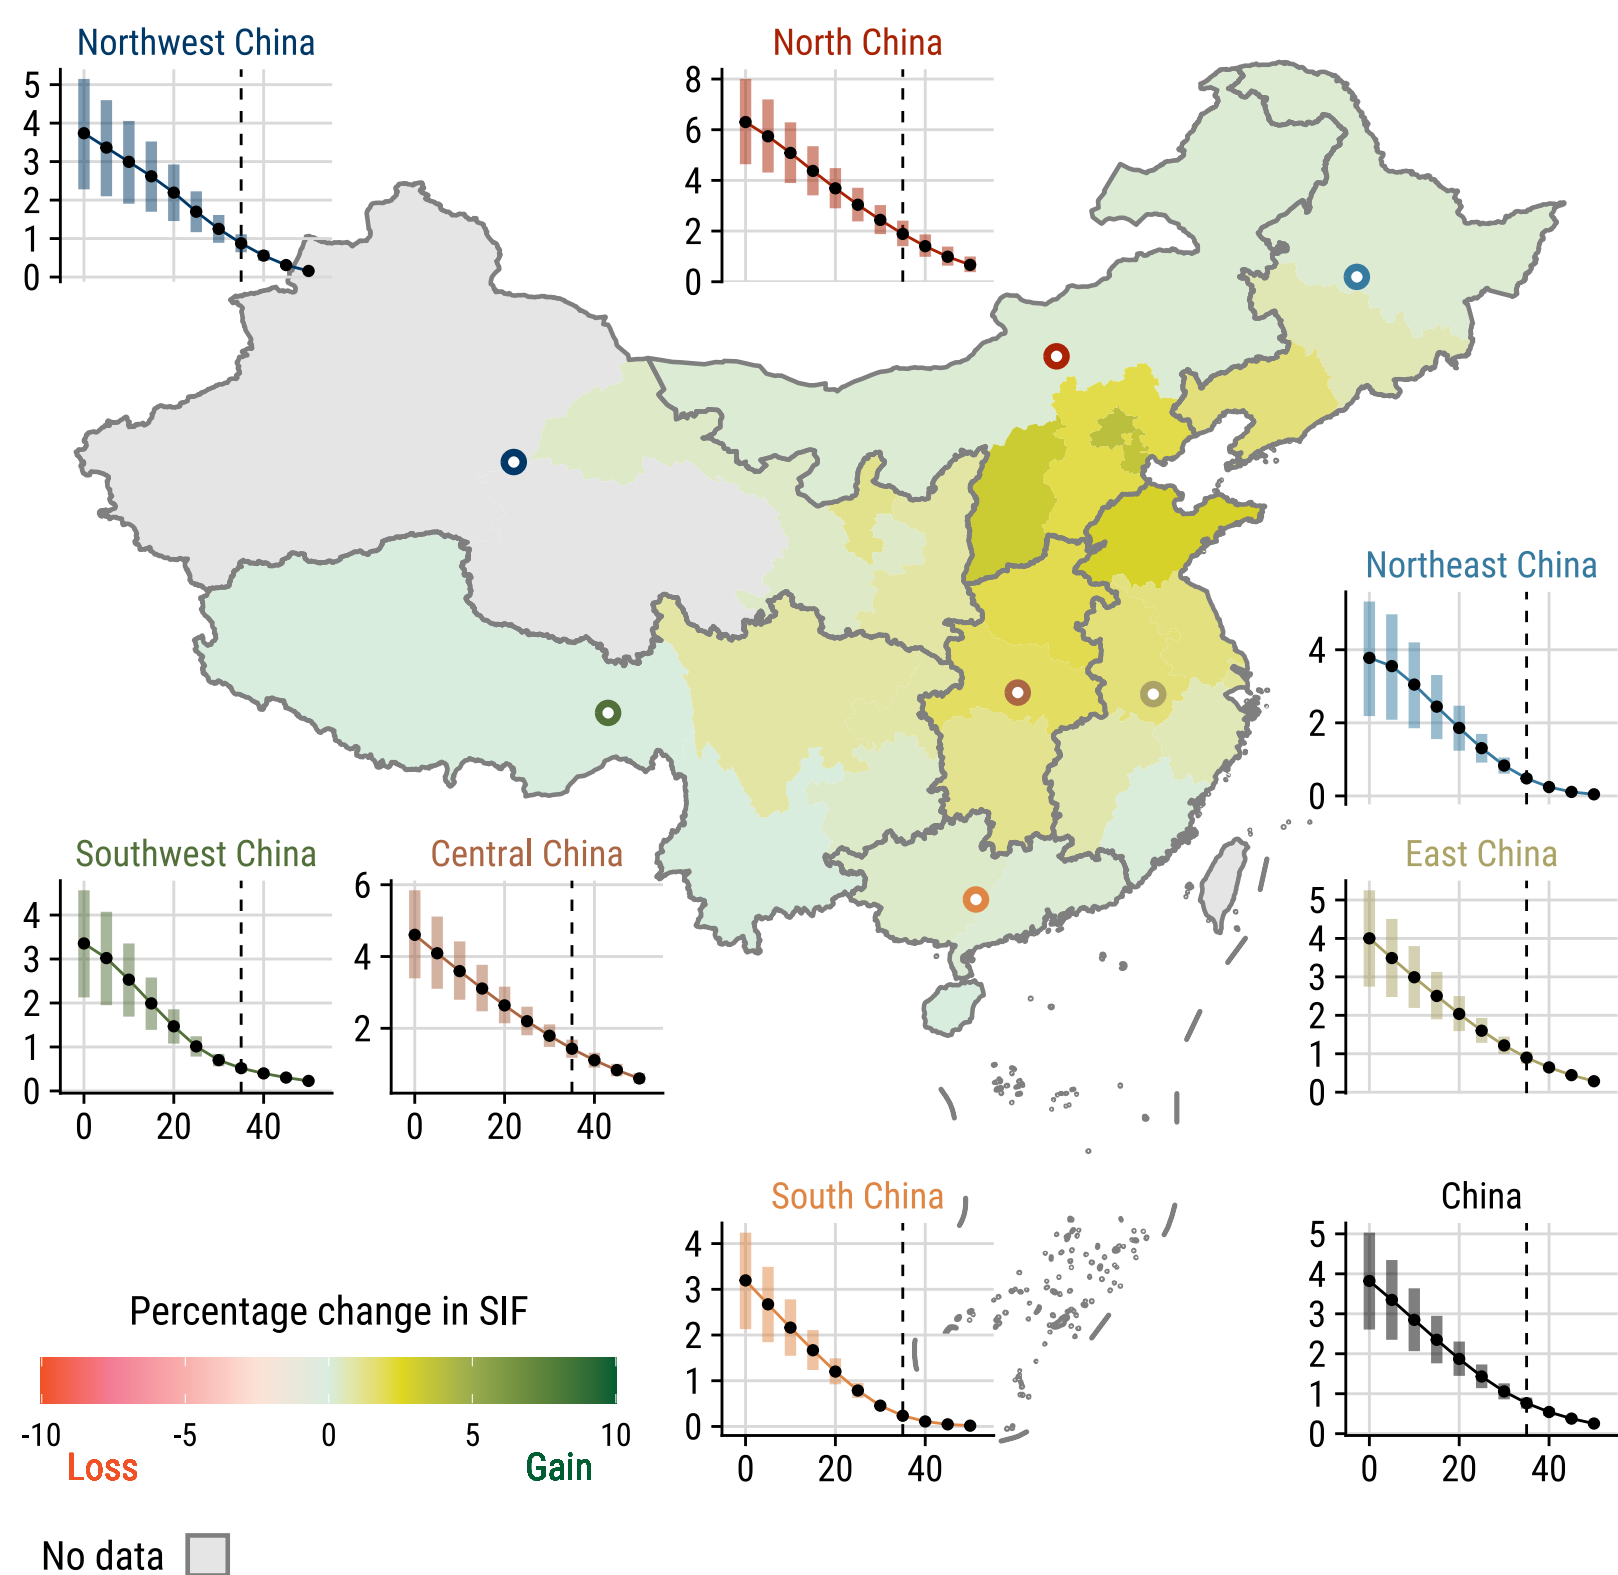 Northwest China
5
4
3
2
1
0
North China
8
6
4
2
0
Northeast China
4
2
0
Southwest China
4
3
2
1
0
0 20 40
Central China
6
4
2
0 20 40
East China
5
4
3
2
1
0
South China
4
3
2
1
0
0 20 40
China
5
4
3
2
1
0
0 20 40
Percentage change in SIF
-10 -5 0 5 10
Loss Gain
No data